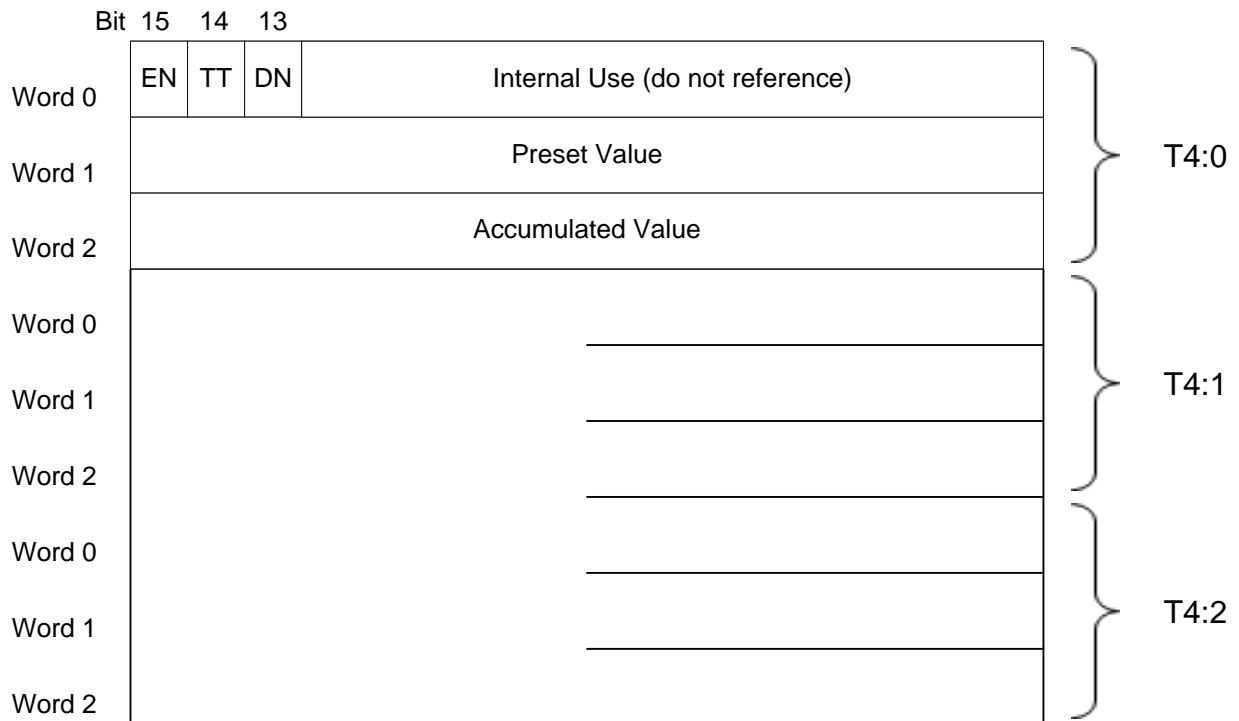 Bit 15 14 13
Word 0 EN TT DN Internal Use (do not reference)
Word 1 Preset Value T4:0
Word 2 Accumulated Value
Word 0
Word 1 T4:1
Word 2
Word 0
Word 1 T4:2
Word 2